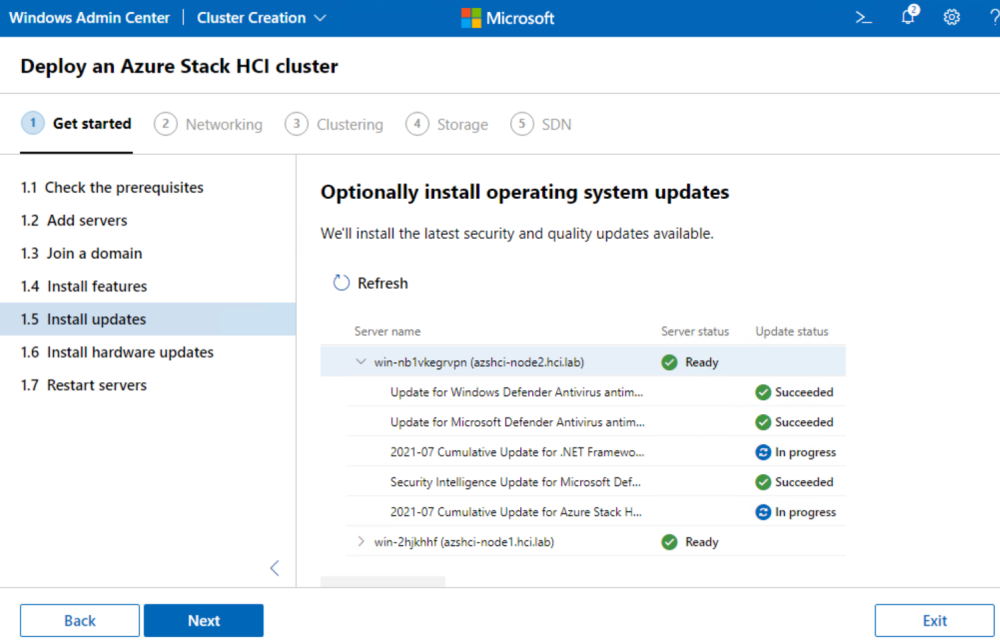 Windows Admin Center | Cluster Creation
Microsoft
2
?
Deploy an Azure Stack HCI cluster
1 Get started 2 Networking 3 Clustering 4 Storage 5 SDN
1.1 Check the prerequisites
1.2 Add servers
1.3 Join a domain
1.4 Install features
1.5 Install updates
1.6 Install hardware updates
1.7 Restart servers
Optionally install operating system updates
We'll install the latest security and quality updates available.
Refresh
Server name Server status Update status
win-nb1vkegrvpn (azshci-node2.hci.lab) Ready
Update for Windows Defender Antivirus antim... Succeeded
Update for Microsoft Defender Antivirus antim... Succeeded
2021-07 Cumulative Update for .NET Framewo... In progress
Security Intelligence Update for Microsoft Def... Succeeded
2021-07 Cumulative Update for Azure Stack H... In progress
win-2hjkhhf (azshci-node1.hci.lab) Ready
Back Next Exit